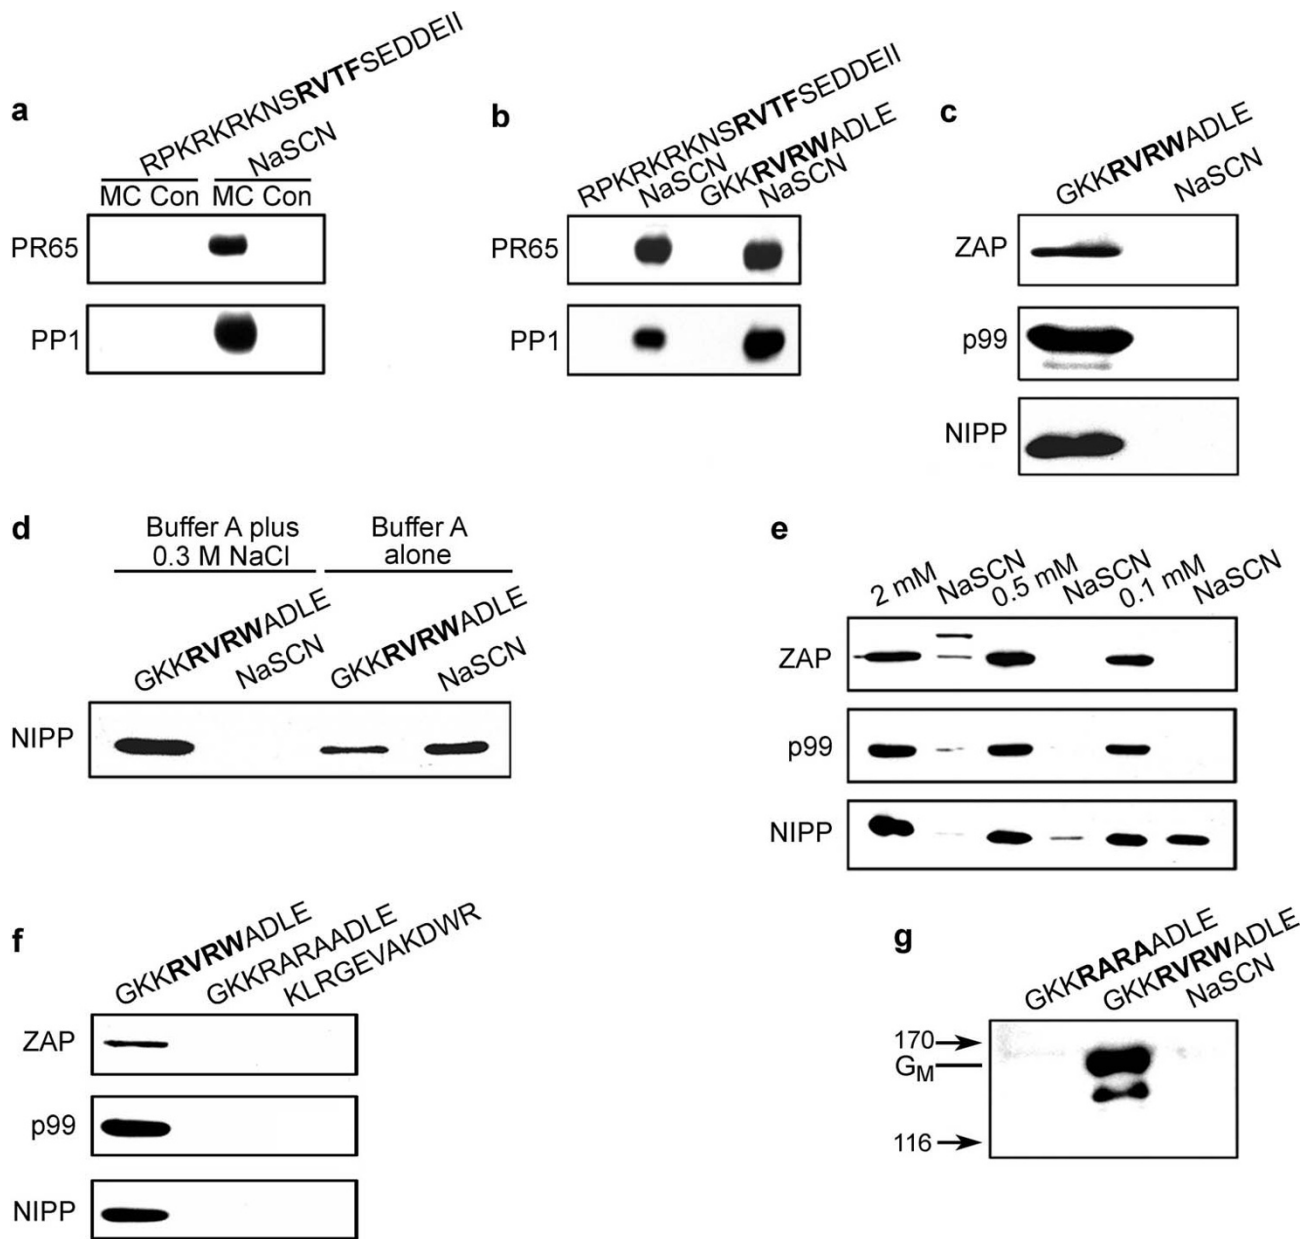 a
RPKRKRKNSRVTFSEDDEII
NaSCN
MC Con MC Con
PR65
PP1
b
RPKRKRKNSRVTFSEDDEII
NaSCN
GKKRVRWADLE
NaSCN
PR65
PP1
c
GKKRVRWADLE
NaSCN
ZAP
p99
NIPP
d
Buffer A plus
0.3 M NaCl
Buffer A
alone
GKKRVRWADLE
NaSCN
GKKRVRWADLE
NaSCN
NIPP
e
2 mM
NaSCN
0.5 mM
NaSCN
0.1 mM
NaSCN
ZAP
p99
NIPP
f
GKKRVRWADLE
GKKRARAADLE
KLRGEVAKDWR
ZAP
p99
NIPP
g
GKKRARAADLE
GKKRVRWADLE
NaSCN
170
GM
116